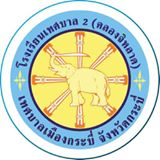 โรงเรียนเทศบาล 2 (คลองจิหลาด)
เทศบาลเมืองกระบี่ จังหวัดกระบี่